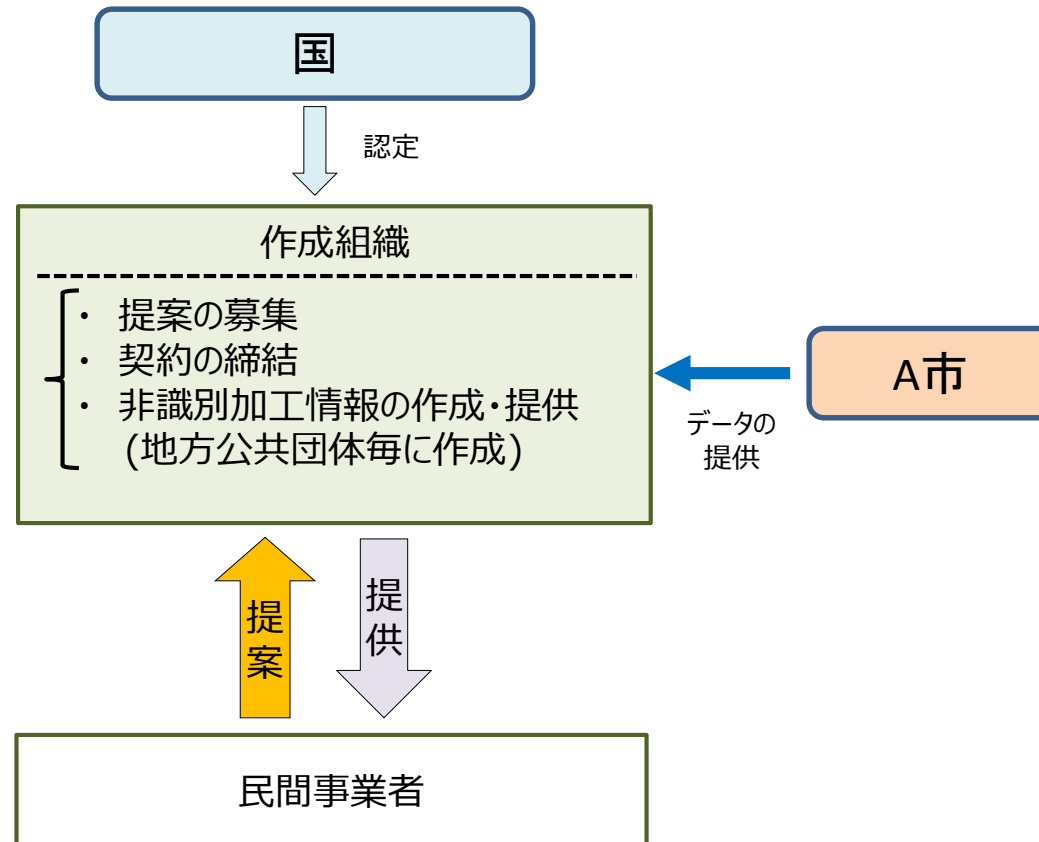 国
認定
作成組織
・ 提案の募集
・ 契約の締結
・ 非識別加工情報の作成・提供
(地方公共団体毎に作成)
A市
データの
提供
提案
提供
民間事業者